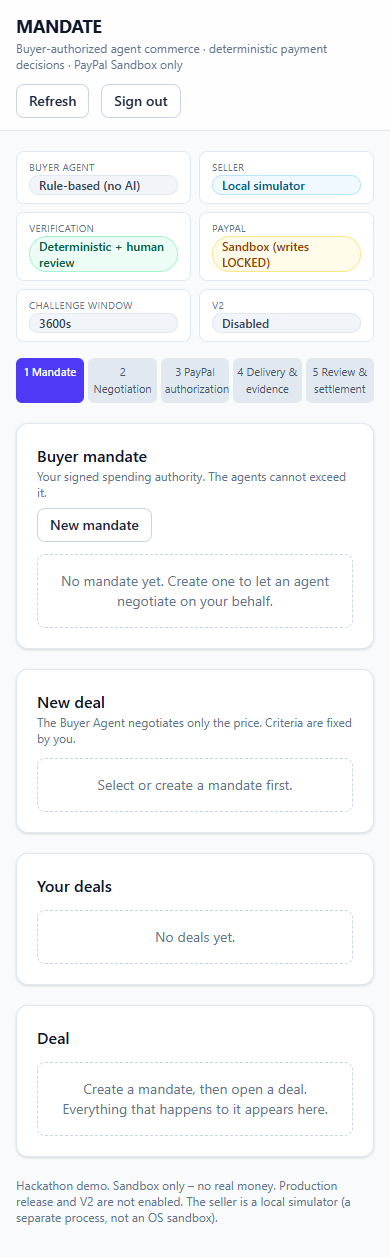 MANDATE
Buyer-authorized agent commerce · deterministic payment
decisions · PayPal Sandbox only
Refresh
Sign out
BUYER AGENT
Rule-based (no AI)
SELLER
Local simulator
VERIFICATION
Deterministic + human
review
PAYPAL
Sandbox (writes
LOCKED)
CHALLENGE WINDOW
3600s
V2
Disabled
1 Mandate
2
Negotiation
3 PayPal
authorization
4 Delivery &
evidence
5 Review &
settlement
Buyer mandate
Your signed spending authority. The agents cannot exceed
it.
New mandate
No mandate yet. Create one to let an agent
negotiate on your behalf.
New deal
The Buyer Agent negotiates only the price. Criteria are fixed
by you.
Select or create a mandate first.
Your deals
No deals yet.
Deal
Create a mandate, then open a deal.
Everything that happens to it appears here.
Hackathon demo. Sandbox only – no real money. Production
release and V2 are not enabled. The seller is a local simulator (a
separate process, not an OS sandbox).